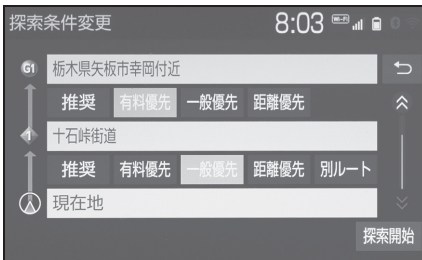 探索条件変更 8:03 Wi-Fi
G1 栃木県矢板市幸岡付近
推奨 有料優先 一般優先 距離優先
1 十石峠街道
推奨 有料優先 一般優先 距離優先 別ルート
現在地
探索開始